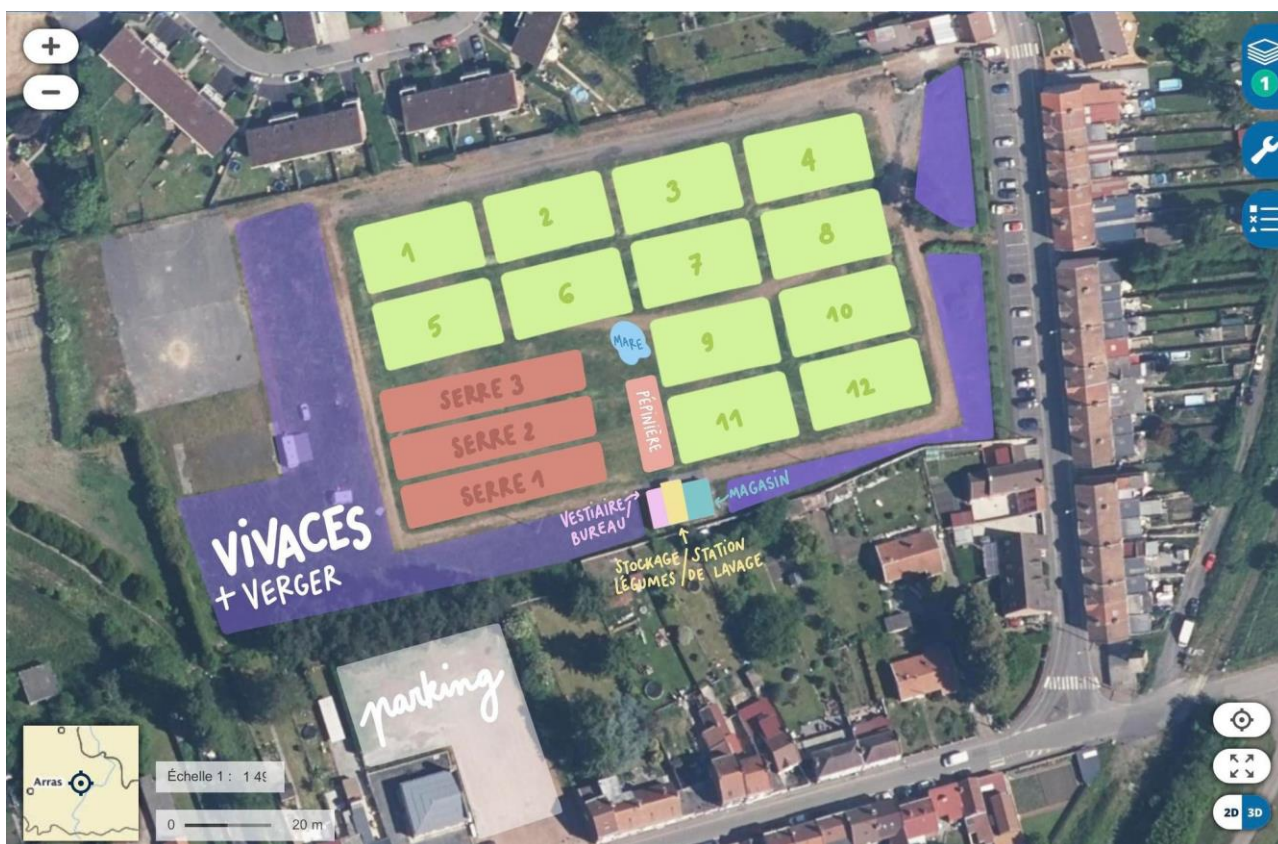 +
1
−
1
2
3
4
5
6
7
8
9
10
11
12
MARE
SERRE 3
SERRE 2
SERRE 1
PÉPINIÈRE
VESTIAIRE
BUREAU
MAGASIN
STOCKAGE / STATION
LÉGUMES / DE LAVAGE
VIVACES
+ VERGER
parking
Arras
Échelle 1 : 1 49
0 20 m
2D 3D